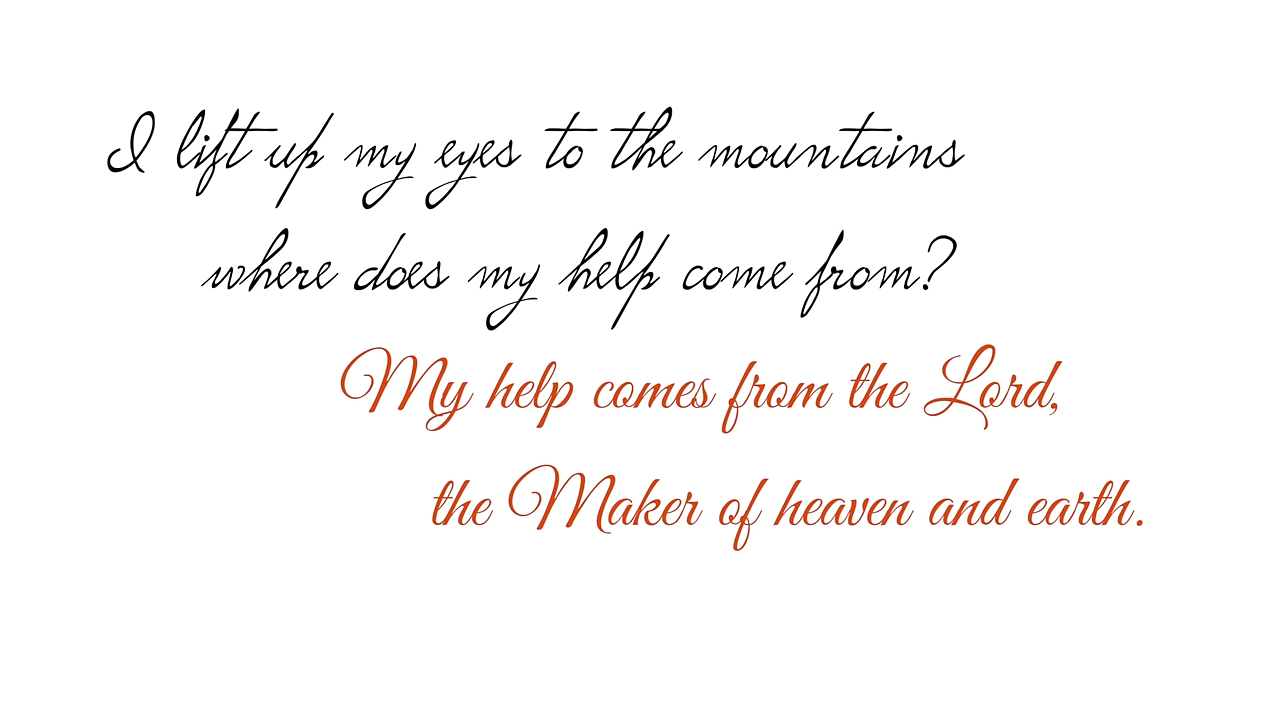 I lift up my eyes to the mountains
where does my help come from?
My help comes from the Lord,
the Maker of heaven and earth.